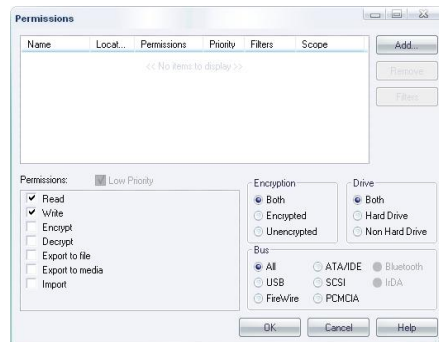 Permissions
Name Locat... Permissions Priority Filters Scope
<< No items to display >>
Add...
Remove
Filters
Permissions: Low Priority
Read
Write
Encrypt
Decrypt
Export to file
Export to media
Import
Encryption
Both
Encrypted
Unencrypted
Drive
Both
Hard Drive
Non Hard Drive
Bus
All ATA/IDE Bluetooth
USB SCSI IrDA
FireWire PCMCIA
OK Cancel Help